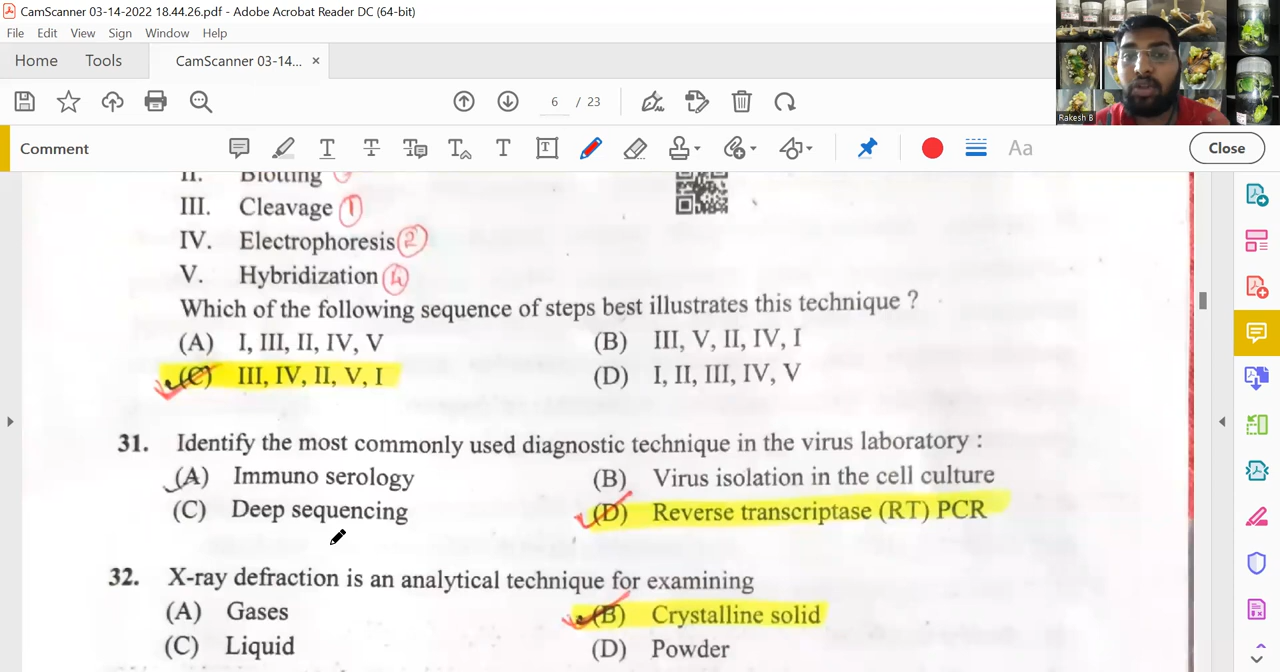 CamScanner 03-14-2022 18.44.26.pdf - Adobe Acrobat Reader DC (64-bit)
File Edit View Sign Window Help
Home Tools CamScanner 03-14... ×
6 / 23
Rakesh B
Comment
Aa
Close
II. Blotting
III. Cleavage 1
IV. Electrophoresis 2
V. Hybridization 4
Which of the following sequence of steps best illustrates this technique ?
(A) I, III, II, IV, V (B) III, V, II, IV, I
(C) III, IV, II, V, I (D) I, II, III, IV, V
31. Identify the most commonly used diagnostic technique in the virus laboratory :
(A) Immuno serology (B) Virus isolation in the cell culture
(C) Deep sequencing (D) Reverse transcriptase (RT) PCR
32. X-ray defraction is an analytical technique for examining
(A) Gases (B) Crystalline solid
(C) Liquid (D) Powder